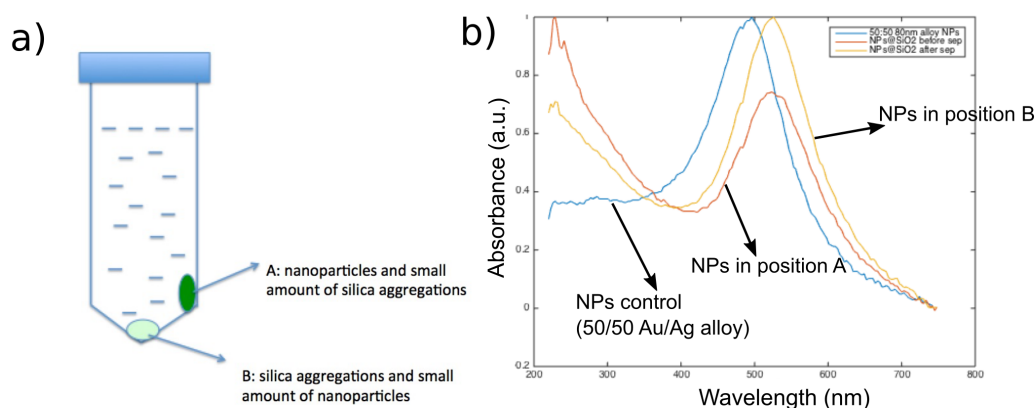 a)
A: nanoparticles and small
amount of silica aggregations
B: silica aggregations and small
amount of nanoparticles
b)
50:50 80nm alloy NPs
NPs@SiO2 before sep
NPs@SiO2 after sep
NPs in position B
NPs in position A
NPs control
(50/50 Au/Ag alloy)
Absorbance (a.u.)
1
0.8
0.6
0.4
0.2
0
0.2
200 300 400 500 600 700 800
Wavelength (nm)